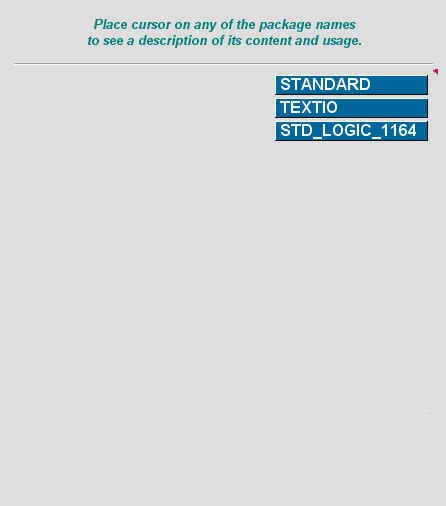 Place cursor on any of the package names
to see a description of its content and usage.
STANDARD
TEXTIO
STD_LOGIC_1164